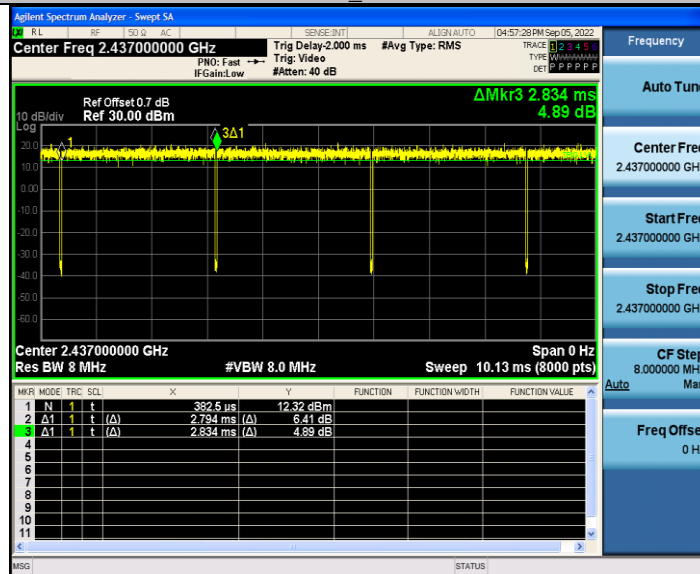 Agilent Spectrum Analyzer - Swept SA
RL RF 50 Ω AC SENSE:INT ALIGN AUTO 04:57:28 PM Sep 05, 2022
Center Freq 2.437000000 GHz
PNO: Fast
IFGain:Low
Trig Delay-2.000 ms
Trig: Video
#Atten: 40 dB
#Avg Type: RMS
TRACE 1 2 3 4 5 6
TYPE
DET P P P P P P
Frequency
Auto Tun
ΔMkr3 2.834 ms
4.89 dB
Ref Offset 0.7 dB
10 dB/div Ref 30.00 dBm
Log
1
3Δ1
20.0
10.0
0.00
-10.0
-20.0
-30.0
-40.0
-50.0
-60.0
Center Fre
2.437000000 GH
Start Fre
2.437000000 GH
Stop Fre
2.437000000 GH
CF Step
8.000000 MH
Auto Ma
Freq Offse
0 H
Center 2.437000000 GHz Span 0 Hz
Res BW 8 MHz #VBW 8.0 MHz Sweep 10.13 ms (8000 pts)
MKR MODE TRC SCL X Y FUNCTION FUNCTION WIDTH FUNCTION VALUE
1 N 1 t 382.5 µs 12.32 dBm
2 Δ1 1 t (Δ) 2.794 ms (Δ) 6.41 dB
3 Δ1 1 t (Δ) 2.834 ms (Δ) 4.89 dB
4
5
6
7
8
9
10
11
MSG STATUS